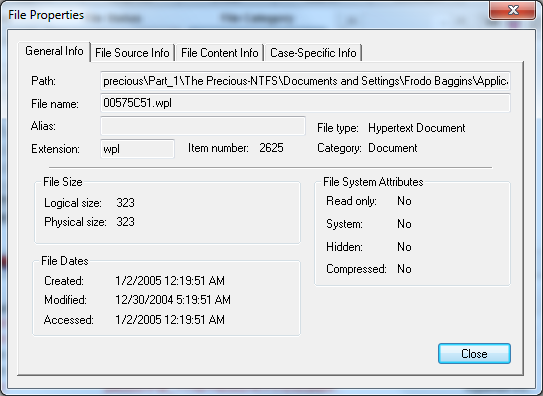 File Properties
General Info File Source Info File Content Info Case-Specific Info
Path: precious\Part_1\The Precious-NTFS\Documents and Settings\Frodo Baggins\Applic
File name: 00575C51.wpl
Alias: File type: Hypertext Document
Extension: wpl Item number: 2625 Category: Document
File Size
Logical size: 323
Physical size: 323
File Dates
Created: 1/2/2005 12:19:51 AM
Modified: 12/30/2004 5:19:51 AM
Accessed: 1/2/2005 12:19:51 AM
File System Attributes
Read only: No
System: No
Hidden: No
Compressed: No
Close